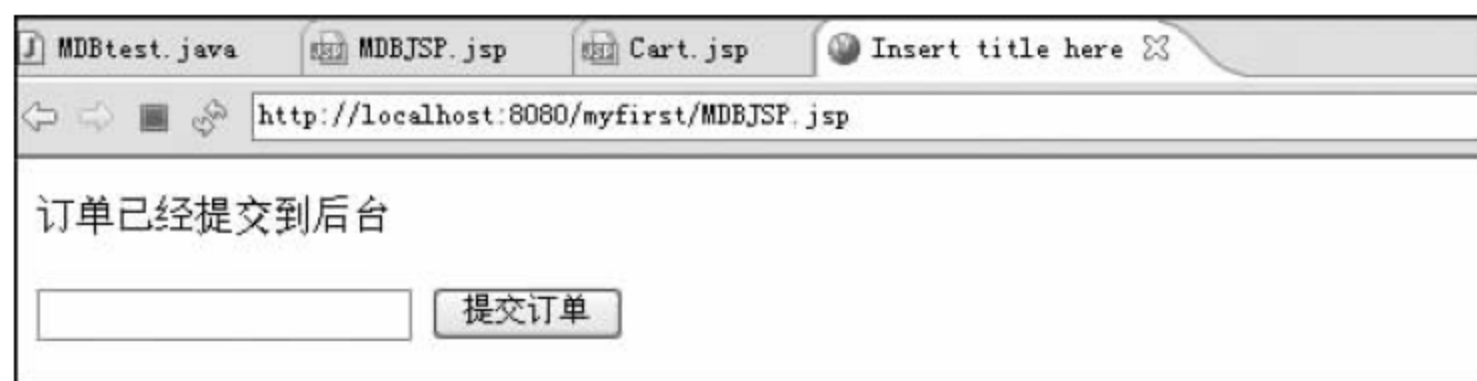 MDBtest.java MDBJSP.jsp Cart.jsp Insert title here
http://localhost:8080/myfirst/MDBJSP.jsp
订单已经提交到后台
提交订单